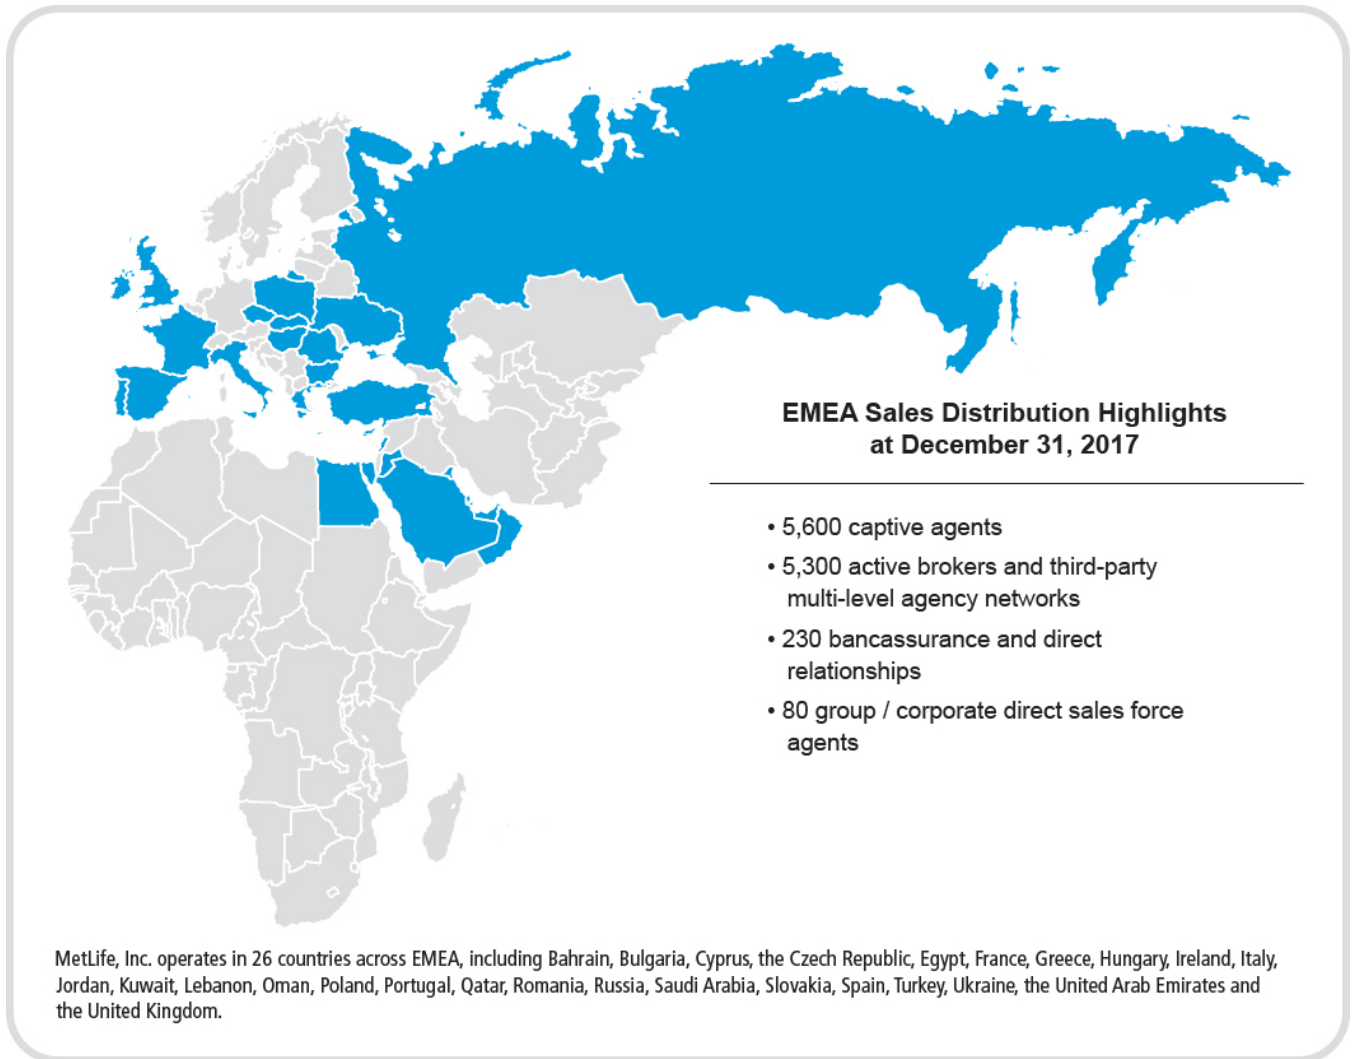 EMEA Sales Distribution Highlights
at December 31, 2017
• 5,600 captive agents
• 5,300 active brokers and third-party
multi-level agency networks
• 230 bancassurance and direct
relationships
• 80 group / corporate direct sales force
agents
MetLife, Inc. operates in 26 countries across EMEA, including Bahrain, Bulgaria, Cyprus, the Czech Republic, Egypt, France, Greece, Hungary, Ireland, Italy,
Jordan, Kuwait, Lebanon, Oman, Poland, Portugal, Qatar, Romania, Russia, Saudi Arabia, Slovakia, Spain, Turkey, Ukraine, the United Arab Emirates and
the United Kingdom.